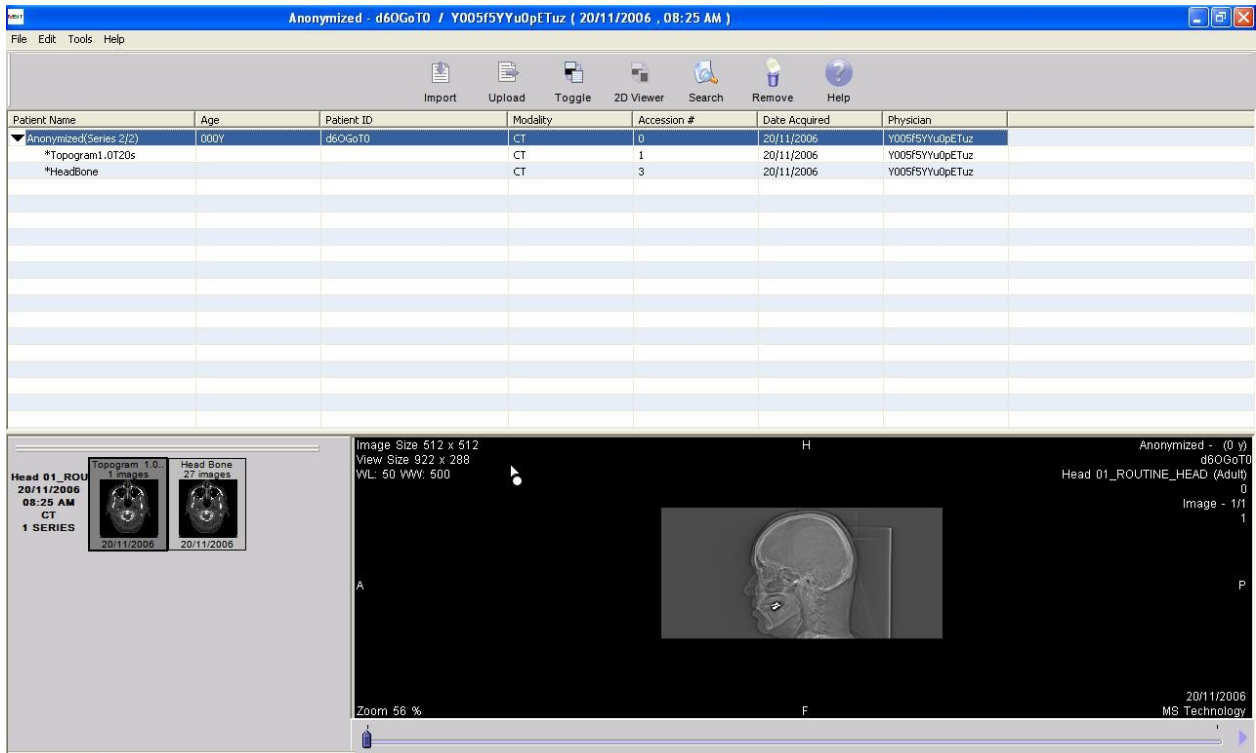 Anonymized - d6OGoT0 / Y005f5YYu0pETuz ( 20/11/2006 , 08:25 AM )
File Edit Tools Help
Import Upload Toggle 2D Viewer Search Remove Help
Patient Name Age Patient ID Modality Accession # Date Acquired Physician
Anonymized(Series 2/2) 000Y d6OGoT0 CT 0 20/11/2006 Y005f5YYu0pETuz
*Topogram1.0T20s CT 1 20/11/2006 Y005f5YYu0pETuz
*HeadBone CT 3 20/11/2006 Y005f5YYu0pETuz
Head 01_ROU
20/11/2006
08:25 AM
CT
1 SERIES
Topogram 1.0..
1 images
20/11/2006
Head Bone
27 images
20/11/2006
Image Size 512 x 512
View Size 922 x 288
WL: 50 WW: 500
H
Anonymized - (0 y)
d6OGoT0
Head 01_ROUTINE_HEAD (Adult)
0
Image - 1/1
1
A
P
Zoom 56 %
F
20/11/2006
MS Technology